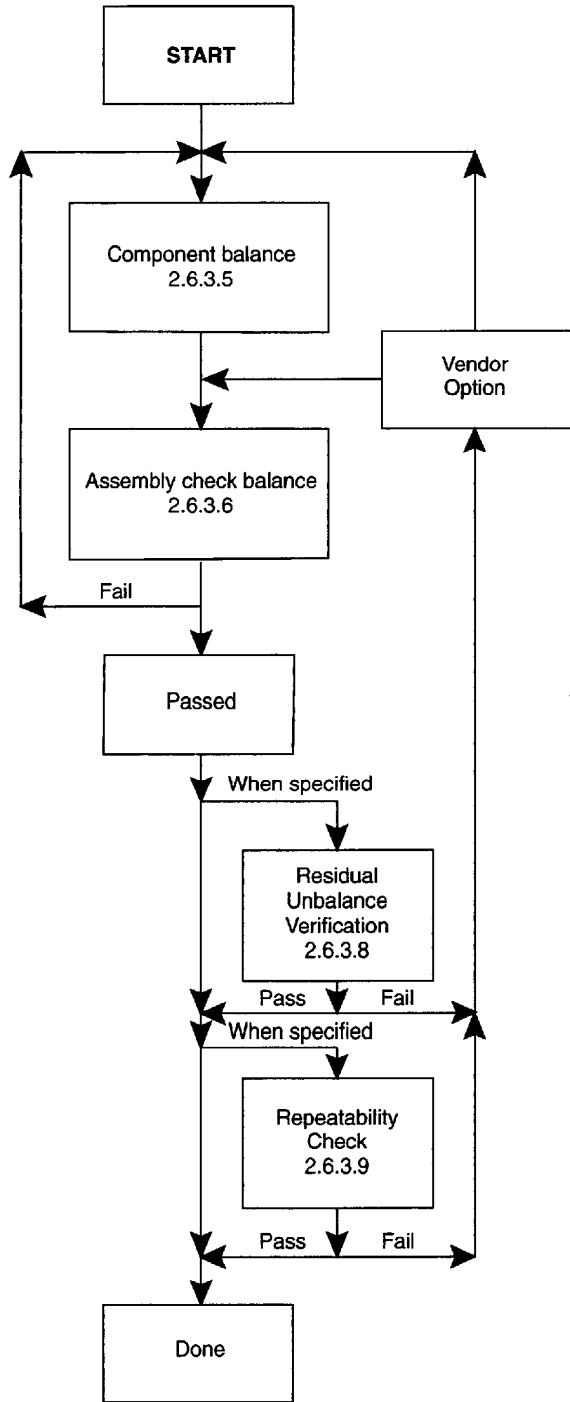 START
Component balance
2.6.3.5
Vendor
Option
Assembly check balance
2.6.3.6
Fail
Passed
When specified
Residual
Unbalance
Verification
2.6.3.8
Pass
Fail
When specified
Repeatability
Check
2.6.3.9
Pass
Fail
Done